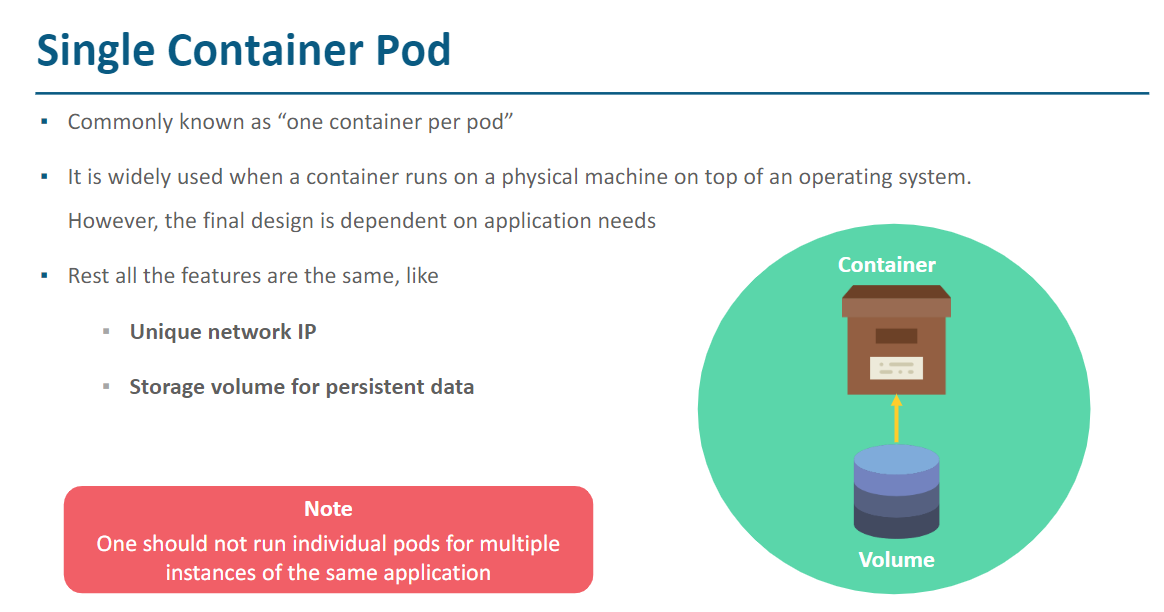 Single Container Pod
Commonly known as “one container per pod”
It is widely used when a container runs on a physical machine on top of an operating system.
However, the final design is dependent on application needs
Rest all the features are the same, like
Unique network IP
Storage volume for persistent data
Container
Volume
Note
One should not run individual pods for multiple
instances of the same application